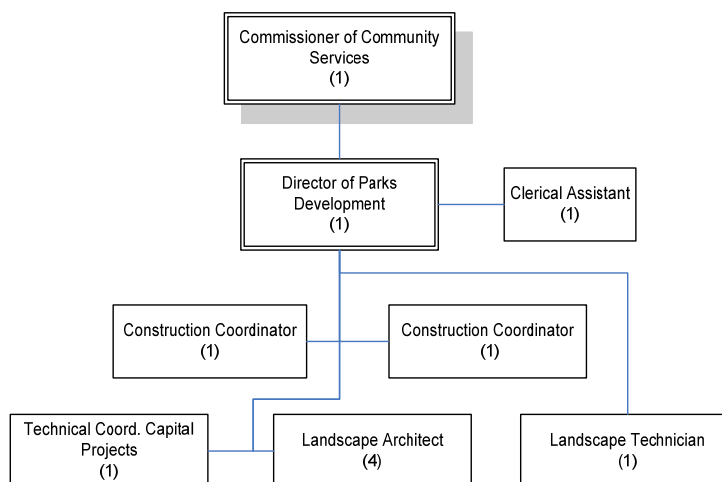 Commissioner of Community
Services
(1)
Director of Parks
Development
(1)
Clerical Assistant
(1)
Construction Coordinator
(1)
Construction Coordinator
(1)
Technical Coord. Capital
Projects
(1)
Landscape Architect
(4)
Landscape Technician
(1)